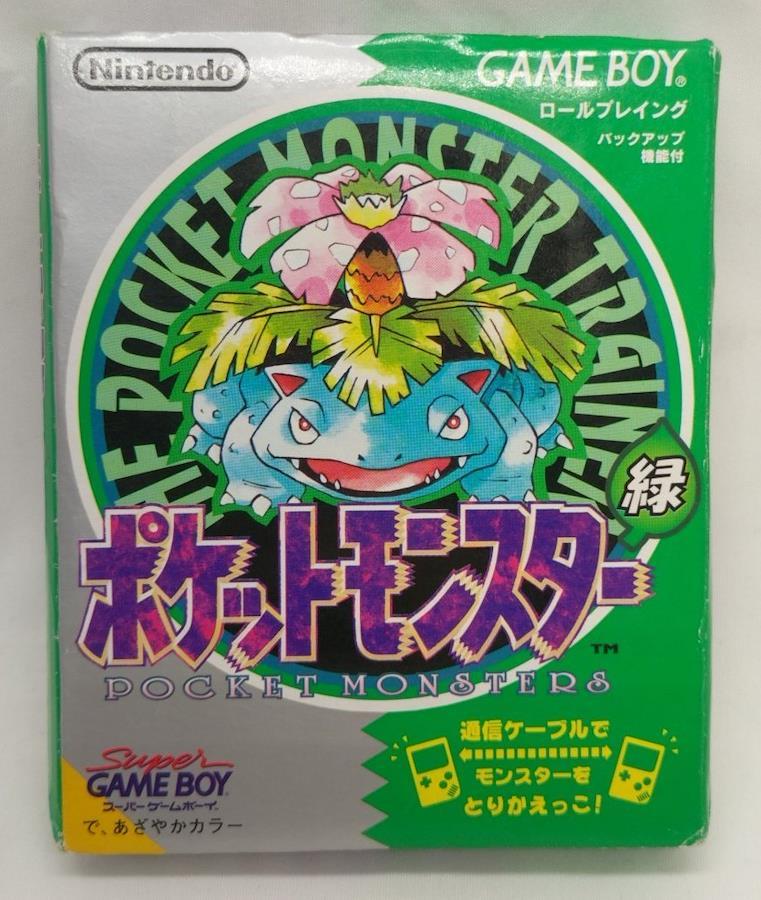 Nintendo
GAME BOY®
ロールプレイング
バックアップ
機能付
THE POCKET MONSTER TRAINER
緑
ポケットモンスター
TM
POCKET MONSTERS
通信ケーブルで
モンスターを
とりかえっこ!
Super
GAME BOY
スーパーゲームボーイ
で、あざやかカラー